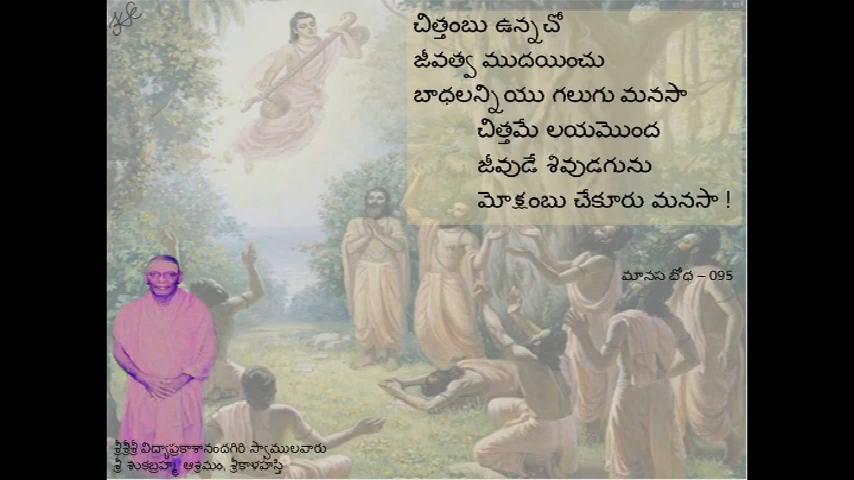 చిత్తంబు ఉన్నచో
జీవత్వ ముదయించు
బాధలన్నియు గలుగు మనసా
చిత్తమే లయమొంద
జీవుడే శివుడగును
మోక్షంబు చేకూరు మనసా !
మానస బోధ – 095
శ్రీశ్రీశ్రీ విద్యాప్రకాశానందగిరి స్వాములవారు
శ్రీ శుకబ్రహ్మ ఆశ్రమం, శ్రీకాళహస్తి